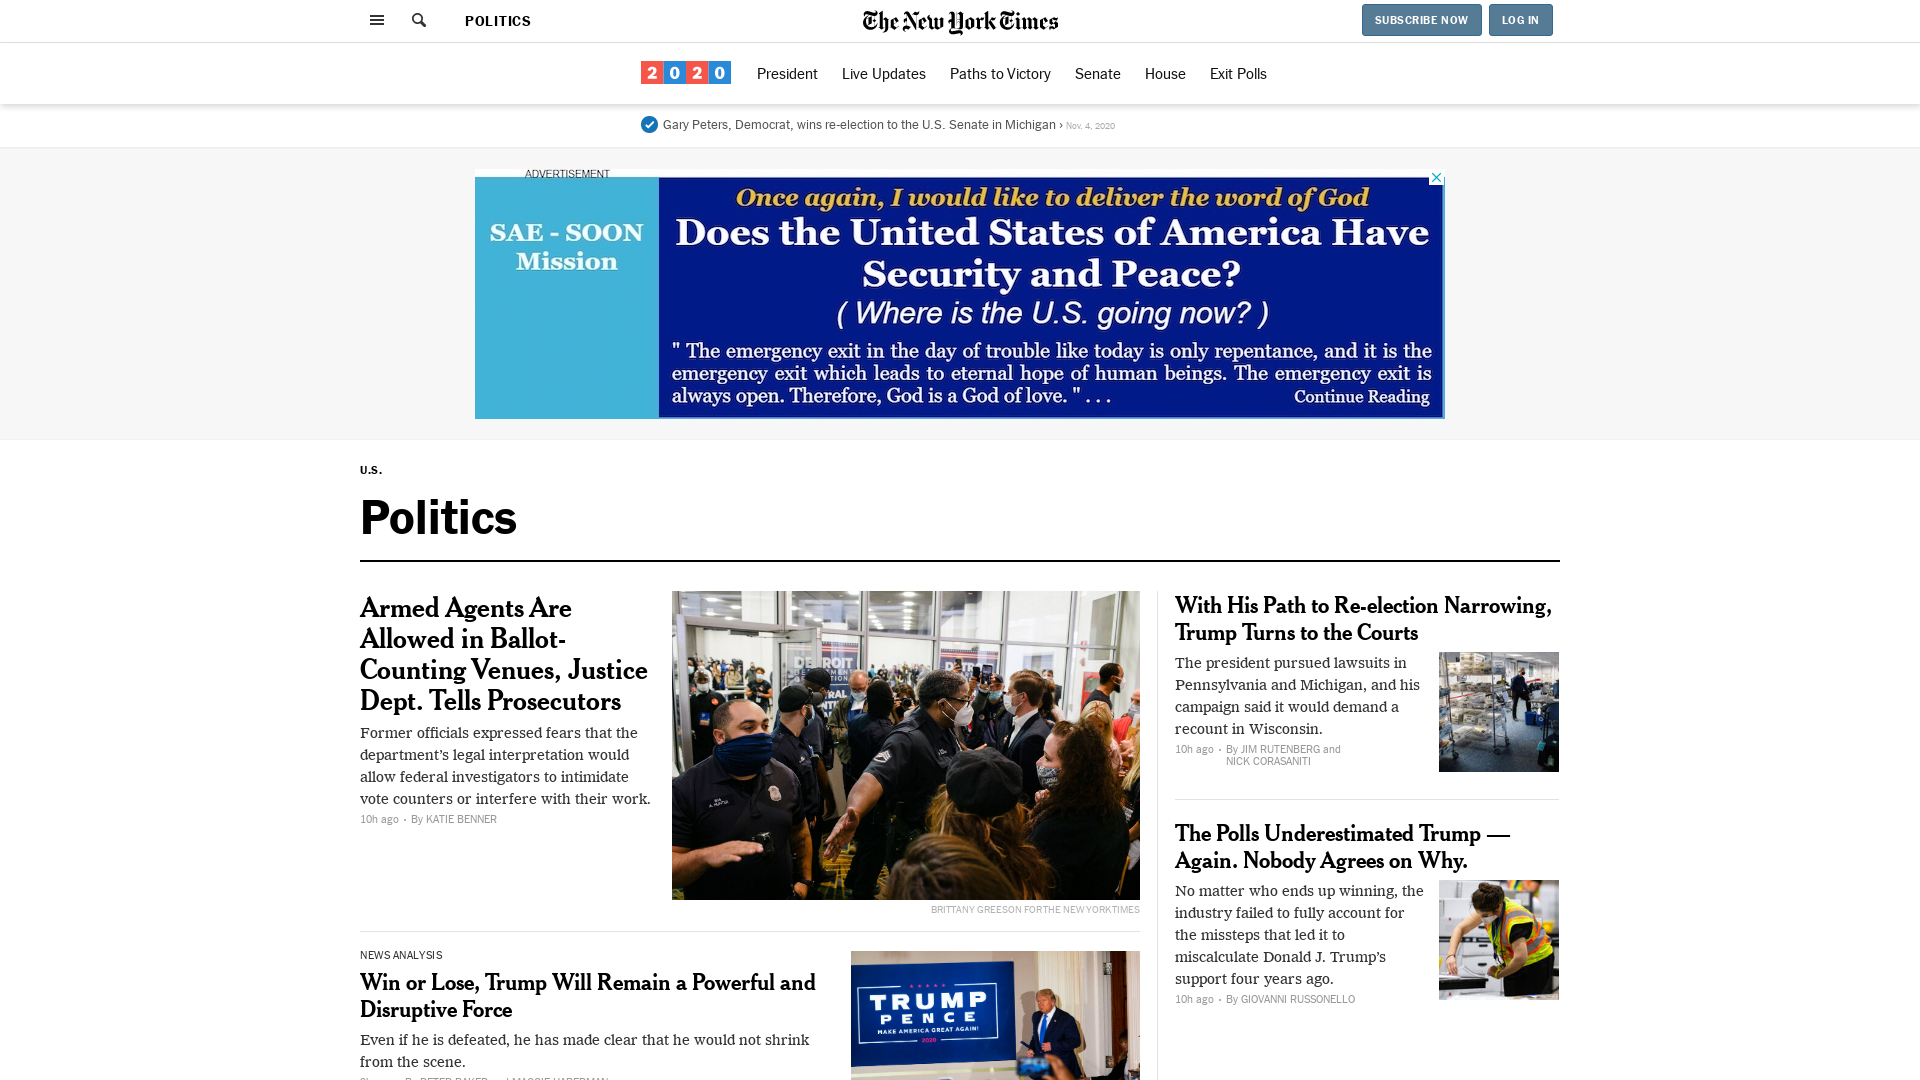 POLITICS
The New York Times
SUBSCRIBE NOW
LOG IN
2020
President
Live Updates
Paths to Victory
Senate
House
Exit Polls
Gary Peters, Democrat, wins re-election to the U.S. Senate in Michigan › Nov. 4, 2020
ADVERTISEMENT
SAE - SOON
Mission
Once again, I would like to deliver the word of God
Does the United States of America Have
Security and Peace?
( Where is the U.S. going now? )
" The emergency exit in the day of trouble like today is only repentance, and it is the
emergency exit which leads to eternal hope of human beings. The emergency exit is
always open. Therefore, God is a God of love. " . . .
Continue Reading
U.S.
Politics
Armed Agents Are
Allowed in Ballot-
Counting Venues, Justice
Dept. Tells Prosecutors
Former officials expressed fears that the
department’s legal interpretation would
allow federal investigators to intimidate
vote counters or interfere with their work.
10h ago • By KATIE BENNER
DETROIT
BRITTANY GREESON FOR THE NEW YORK TIMES
NEWS ANALYSIS
Win or Lose, Trump Will Remain a Powerful and
Disruptive Force
Even if he is defeated, he has made clear that he would not shrink
from the scene.
TRUMP
PENCE
MAKE AMERICA GREAT AGAIN!
2020
With His Path to Re-election Narrowing,
Trump Turns to the Courts
The president pursued lawsuits in
Pennsylvania and Michigan, and his
campaign said it would demand a
recount in Wisconsin.
10h ago • By JIM RUTENBERG and
NICK CORASANITI
The Polls Underestimated Trump —
Again. Nobody Agrees on Why.
No matter who ends up winning, the
industry failed to fully account for
the missteps that led it to
miscalculate Donald J. Trump’s
support four years ago.
10h ago • By GIOVANNI RUSSONELLO